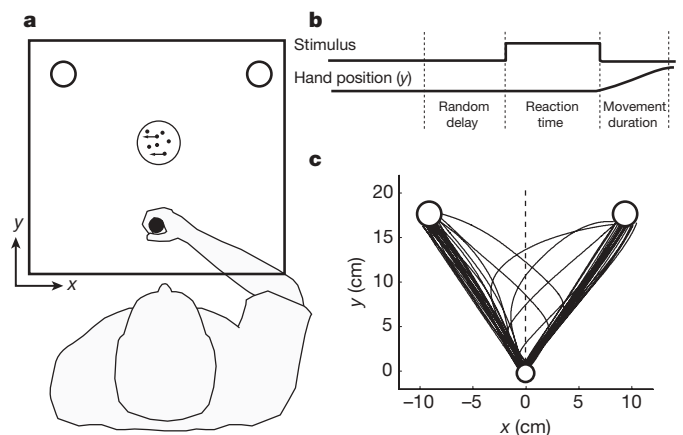 a
y
x
b
Stimulus
Hand position (y)
Random
delay
Reaction
time
Movement
duration
c
20
15
10
5
0
y (cm)
−10
−5
0
5
10
x (cm)